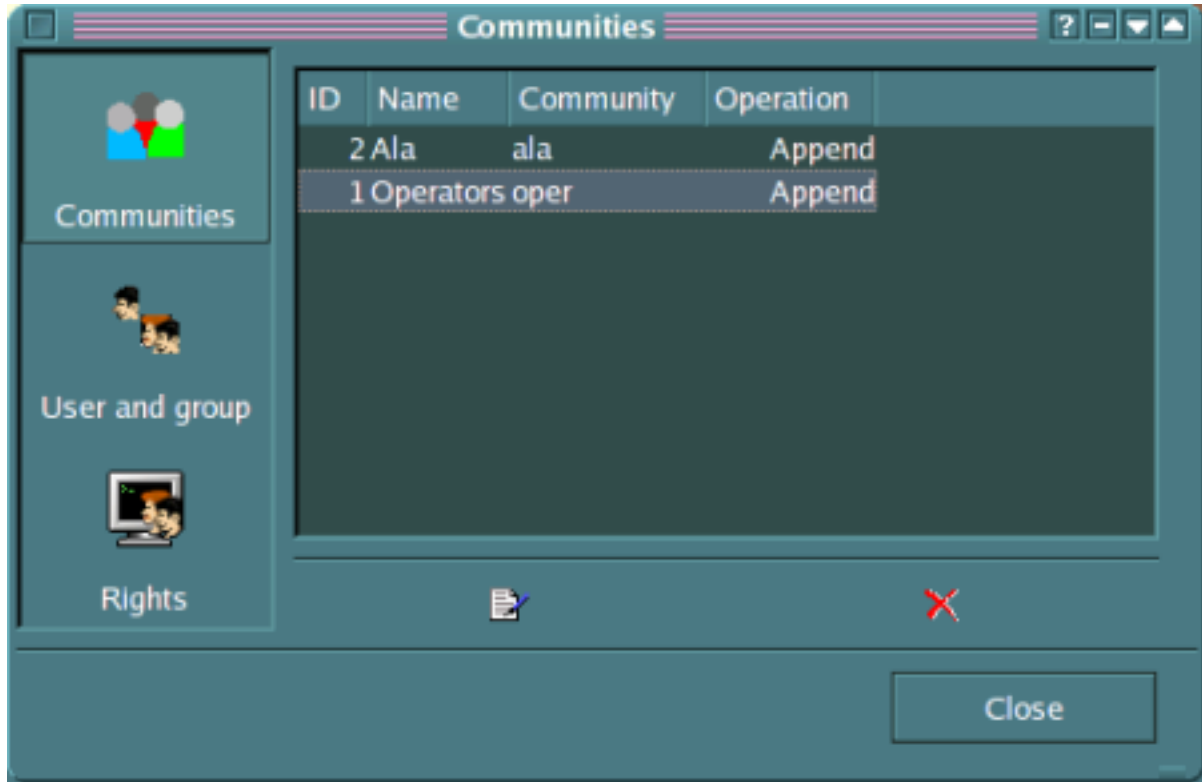 Communities
Communities
User and group
Rights
ID Name Community Operation
2 Ala ala Append
1 Operators oper Append
Close